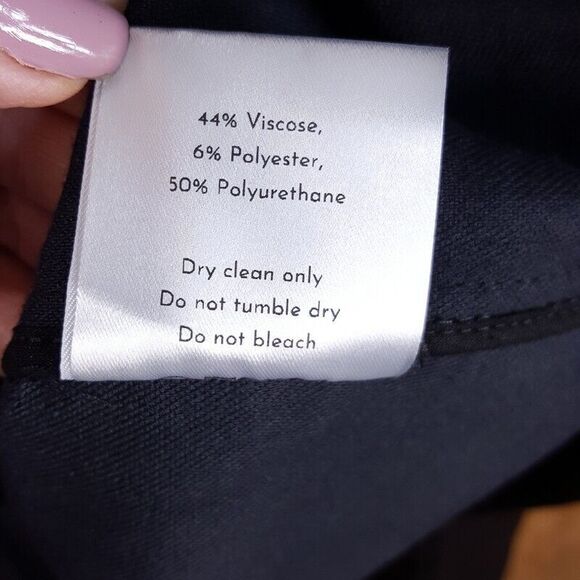 44% Viscose,
6% Polyester,
50% Polyurethane
Dry clean only
Do not tumble dry
Do not bleach